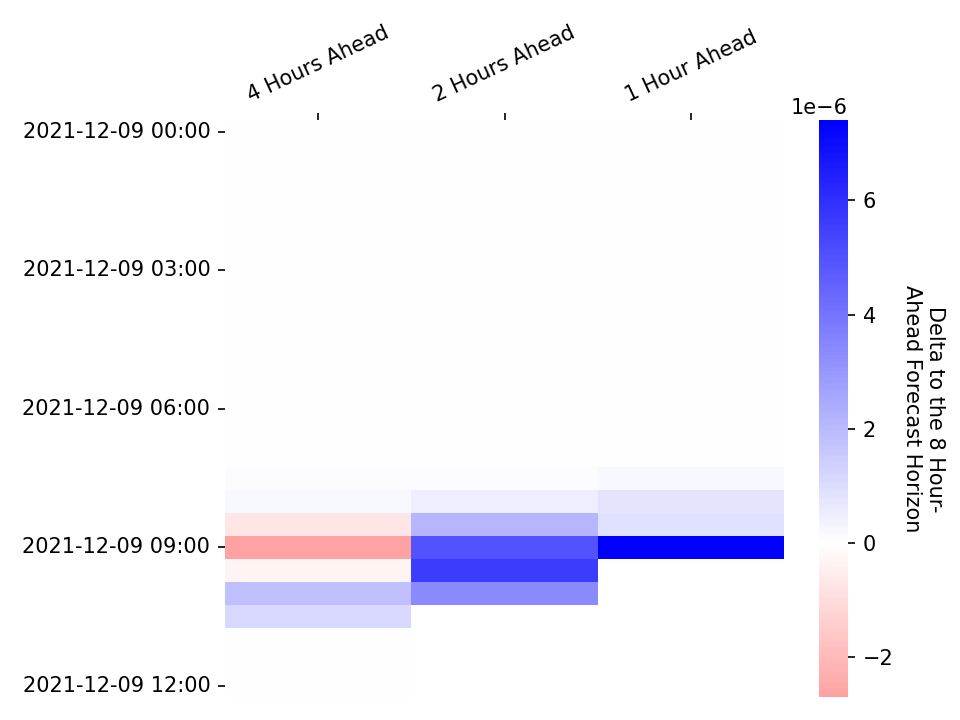 4 Hours Ahead
2 Hours Ahead
1 Hour Ahead
1e−6
2021-12-09 00:00
2021-12-09 03:00
2021-12-09 06:00
2021-12-09 09:00
2021-12-09 12:00
6
4
2
0
−2
Delta to the 8 Hour-
Ahead Forecast Horizon